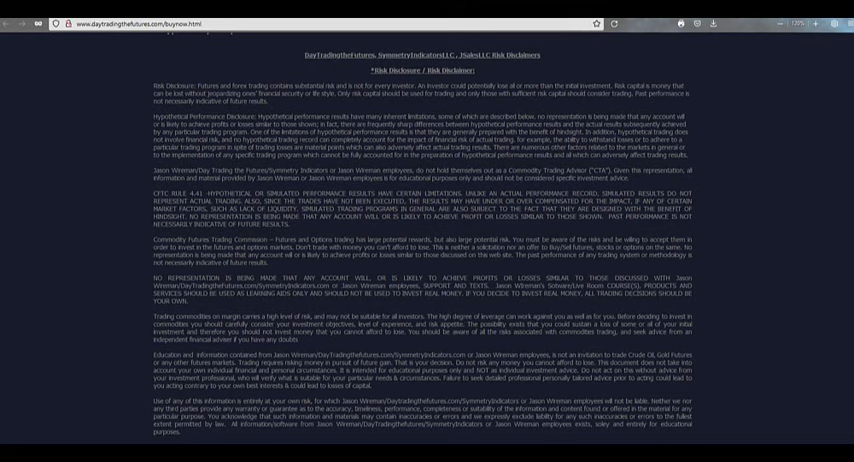 www.daytradingthefutures.com/buynow.html
120%
DayTradingtheFutures, SymmetryIndicatorsLLC, JSalesLLC Risk Disclaimers
*Risk Disclosure / Risk Disclaimer:
Risk Disclosure: Futures and forex trading contains substantial risk and is not for every investor. An investor could potentially lose all or more than the initial investment. Risk capital is money that
can be lost without jeopardizing ones' financial security or life style. Only risk capital should be used for trading and only those with sufficient risk capital should consider trading. Past performance is
not necessarily indicative of future results.
Hypothetical Performance Disclosure: Hypothetical performance results have many inherent limitations, some of which are described below. no representation is being made that any account will
or is likely to achieve profits or losses similar to those shown; in fact, there are frequently sharp differences between hypothetical performance results and the actual results subsequently achieved
by any particular trading program. One of the limitations of hypothetical performance results is that they are generally prepared with the benefit of hindsight. In addition, hypothetical trading does
not involve financial risk, and no hypothetical trading record can completely account for the impact of financial risk of actual trading. for example, the ability to withstand losses or to adhere to a
particular trading program in spite of trading losses are material points which can also adversely affect actual trading results. There are numerous other factors related to the markets in general or
to the implementation of any specific trading program which cannot be fully accounted for in the preparation of hypothetical performance results and all which can adversely affect trading results.
Jason Wireman/Day Trading the Futures/Symmetry Indicators or Jason Wireman employees, do not hold themselves out as a Commodity Trading Advisor ("CTA"). Given this representation, all
information and material provided by Jason Wireman or Jason Wireman employees is for educational purposes only and should not be considered specific investment advice.
CFTC RULE 4.41 -HYPOTHETICAL OR SIMULATED PERFORMANCE RESULTS HAVE CERTAIN LIMITATIONS. UNLIKE AN ACTUAL PERFORMANCE RECORD, SIMULATED RESULTS DO NOT
REPRESENT ACTUAL TRADING. ALSO, SINCE THE TRADES HAVE NOT BEEN EXECUTED, THE RESULTS MAY HAVE UNDER OR OVER COMPENSATED FOR THE IMPACT, IF ANY OF CERTAIN
MARKET FACTORS, SUCH AS LACK OF LIQUIDITY. SIMULATED TRADING PROGRAMS IN GENERAL ARE ALSO SUBJECT TO THE FACT THAT THEY ARE DESIGNED WITH THE BENEFIT OF
HINDSIGHT. NO REPRESENTATION IS BEING MADE THAT ANY ACCOUNT WILL OR IS LIKELY TO ACHIEVE PROFIT OR LOSSES SIMILAR TO THOSE SHOWN. PAST PERFORMANCE IS NOT
NECESSARILY INDICATIVE OF FUTURE RESULTS.
Commodity Futures Trading Commission – Futures and Options trading has large potential rewards, but also large potential risk. You must be aware of the risks and be willing to accept them in
order to invest in the futures and options markets. Don't trade with money you can't afford to lose. This is neither a solicitation nor an offer to Buy/Sell futures, stocks or options on the same. No
representation is being made that any account will or is likely to achieve profits or losses similar to those discussed on this web site. The past performance of any trading system or methodology is
not necessarily indicative of future results.
NO REPRESENTATION IS BEING MADE THAT ANY ACCOUNT WILL, OR IS LIKELY TO ACHIEVE PROFITS OR LOSSES SIMILAR TO THOSE DISCUSSED WITH Jason
Wireman/DayTradingthefutures.com/SymmetryIndicators.com or Jason Wireman employees, SUPPORT AND TEXTS. Jason Wireman's Sotware/Live Room COURSE(S), PRODUCTS AND
SERVICES SHOULD BE USED AS LEARNING AIDS ONLY AND SHOULD NOT BE USED TO INVEST REAL MONEY. IF YOU DECIDE TO INVEST REAL MONEY, ALL TRADING DECISIONS SHOULD BE
YOUR OWN.
Trading commodities on margin carries a high level of risk, and may not be suitable for all investors. The high degree of leverage can work against you as well as for you. Before deciding to invest in
commodities you should carefully consider your investment objectives, level of experience, and risk appetite. The possibility exists that you could sustain a loss of some or all of your initial
investment and therefore you should not invest money that you cannot afford to lose. You should be aware of all the risks associated with commodities trading, and seek advice from an
independent financial adviser if you have any doubts
Education and information contained from Jason Wireman/DayTradingthefutures.com/SymmetryIndicators.com or Jason Wireman employees, is not an invitation to trade Crude Oil, Gold Futures
or any other futures markets. Trading requires risking money in pursuit of future gain. That is your decision. Do not risk any money you cannot afford to lose. This document does not take into
account your own individual financial and personal circumstances. It is intended for educational purposes only and NOT as individual investment advice. Do not act on this without advice from
your investment professional, who will verify what is suitable for your particular needs & circumstances. Failure to seek detailed professional personally tailored advice prior to acting could lead to
you acting contrary to your own best interests & could lead to losses of capital.
Use of any of this information is entirely at your own risk, for which Jason Wireman/DayTradingthefutures.com/SymmetryIndicators or Jason Wireman employees will not be liable. Neither we nor
any third parties provide any warranty or guarantee as to the accuracy, timeliness, performance, completeness or suitability of the information and content found or offered in the material for any
particular purpose. You acknowledge that such information and materials may contain inaccuracies or errors and we expressly exclude liability for any such inaccuracies or errors to the fullest
extent permitted by law. All information/software from Jason Wireman/DayTradingthefutures.com/SymmetryIndicators or Jason Wireman employees exists, soley and entirely for educational
purposes.